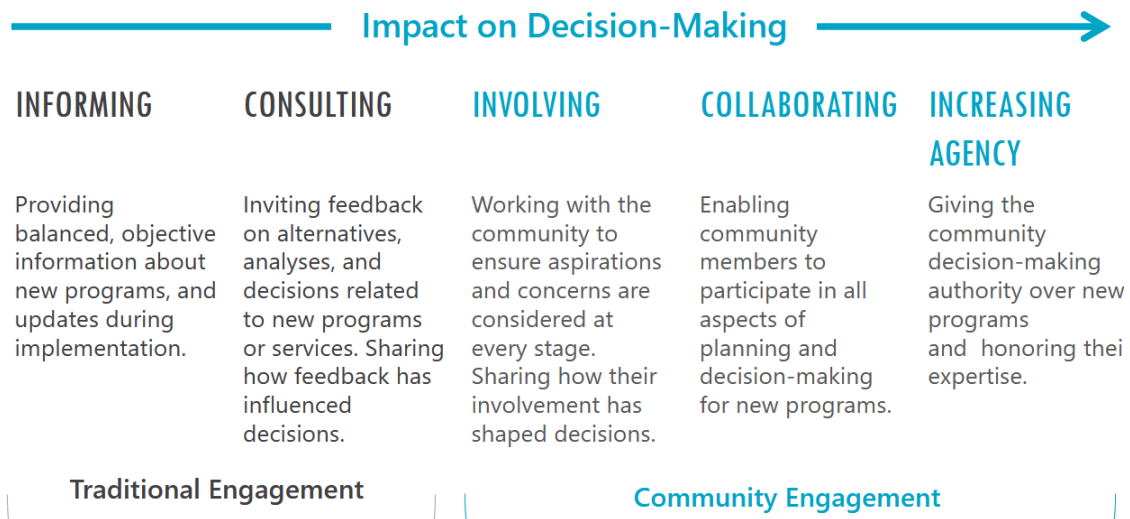 Impact on Decision-Making
INFORMING
Providing
balanced, objective
information about
new programs, and
updates during
implementation.
CONSULTING
Inviting feedback
on alternatives,
analyses, and
decisions related
to new programs
or services. Sharing
how feedback has
influenced
decisions.
INVOLVING
Working with the
community to
ensure aspirations
and concerns are
considered at
every stage.
Sharing how their
involvement has
shaped decisions.
COLLABORATING
Enabling
community
members to
participate in all
aspects of
planning and
decision-making
for new programs.
INCREASING
AGENCY
Giving the
community
decision-making
authority over new
programs
and  honoring thei
expertise.
Traditional Engagement
Community Engagement